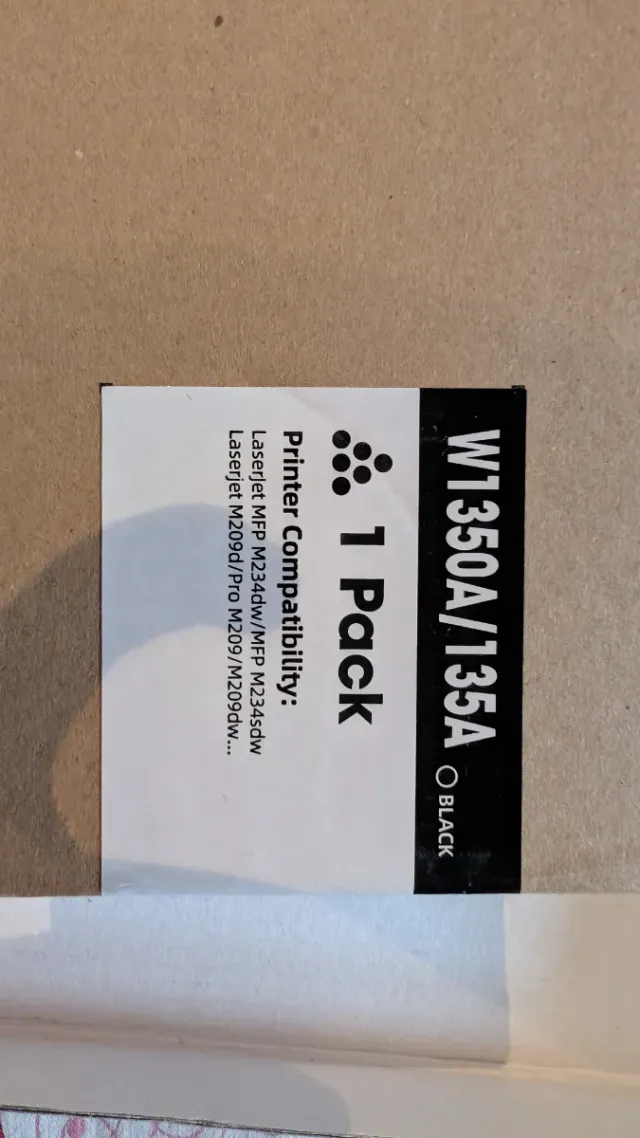 W1350A/135A BLACK
1 Pack
Printer Compatibility:
Laserjet MFP M234dw/MFP M234sdw
Laserjet M209d/Pro M209/M209dw...